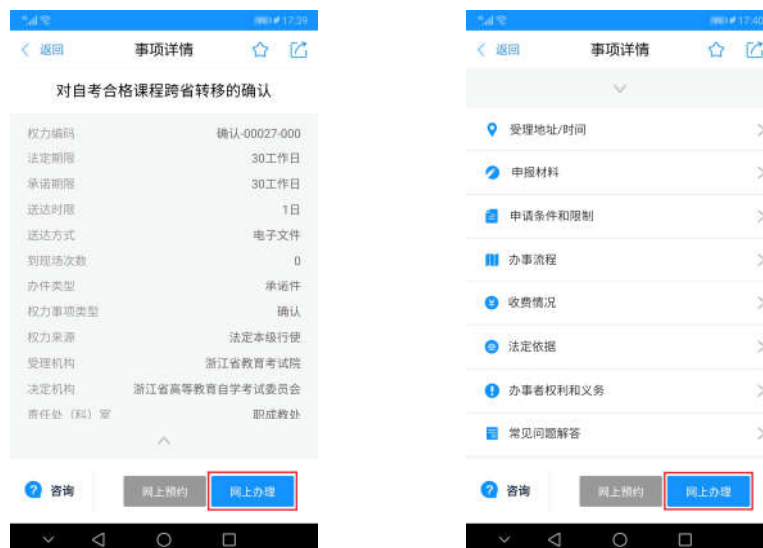 17:39
返回 事项详情
对自考合格课程跨省转移的确认
权力编码 确认-00027-000
法定期限 30工作日
承诺期限 30工作日
送达时限 1日
送达方式 电子文件
到现场次数 0
办件类型 承诺件
权力事项类型 确认
权力来源 法定本级行使
受理机构 浙江省教育考试院
决定机构 浙江省高等教育自学考试委员会
责任处（科）室 职成教处
咨询 网上预约 网上办理
17:40
返回 事项详情
受理地址/时间
申报材料
申请条件和限制
办事流程
收费情况
法定依据
办事者权利和义务
常见问题解答
咨询 网上预约 网上办理